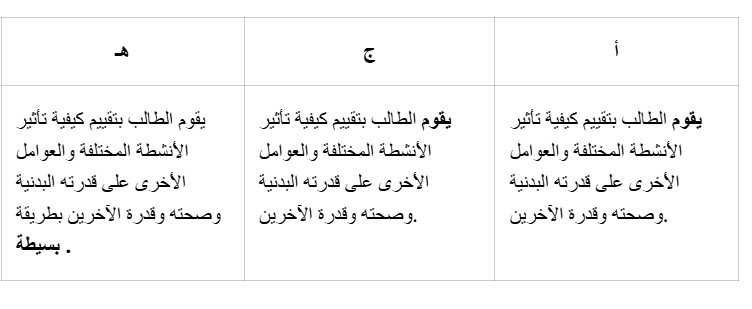 أ
ج
هـ
يقوم الطالب بتقييم كيفية تأثير
الأنشطة المختلفة والعوامل
الأخرى على قدرته البدنية
وصحته وقدرة الآخرين.
يقوم الطالب بتقييم كيفية تأثير
الأنشطة المختلفة والعوامل
الأخرى على قدرته البدنية
وصحته وقدرة الآخرين.
يقوم الطالب بتقييم كيفية تأثير
الأنشطة المختلفة والعوامل
الأخرى على قدرته البدنية
وصحته وقدرة الآخرين بطريقة
بسيطة .